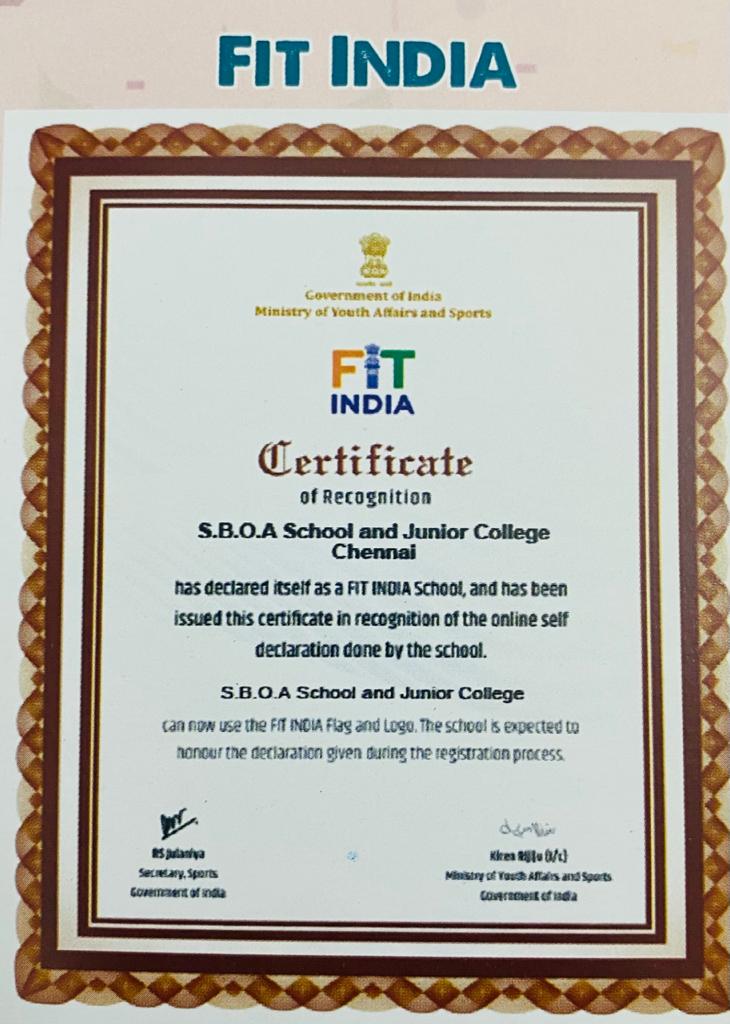 FIT INDIA
Government of India
Ministry of Youth Affairs and Sports
FiT
INDIA
Certificate
of Recognition
S.B.O.A School and Junior College
Chennai
has declared itself as a FIT INDIA School, and has been
issued this certificate in recognition of the online self
declaration done by the school.
S.B.O.A School and Junior College
can now use the FIT INDIA Flag and Logo. The school is expected to
honour the declaration given during the registration process.
RS Julaniya
Secretary, Sports
Government of India
Kiren Rijiju (I/c)
Ministry of Youth Affairs and Sports
Government of India